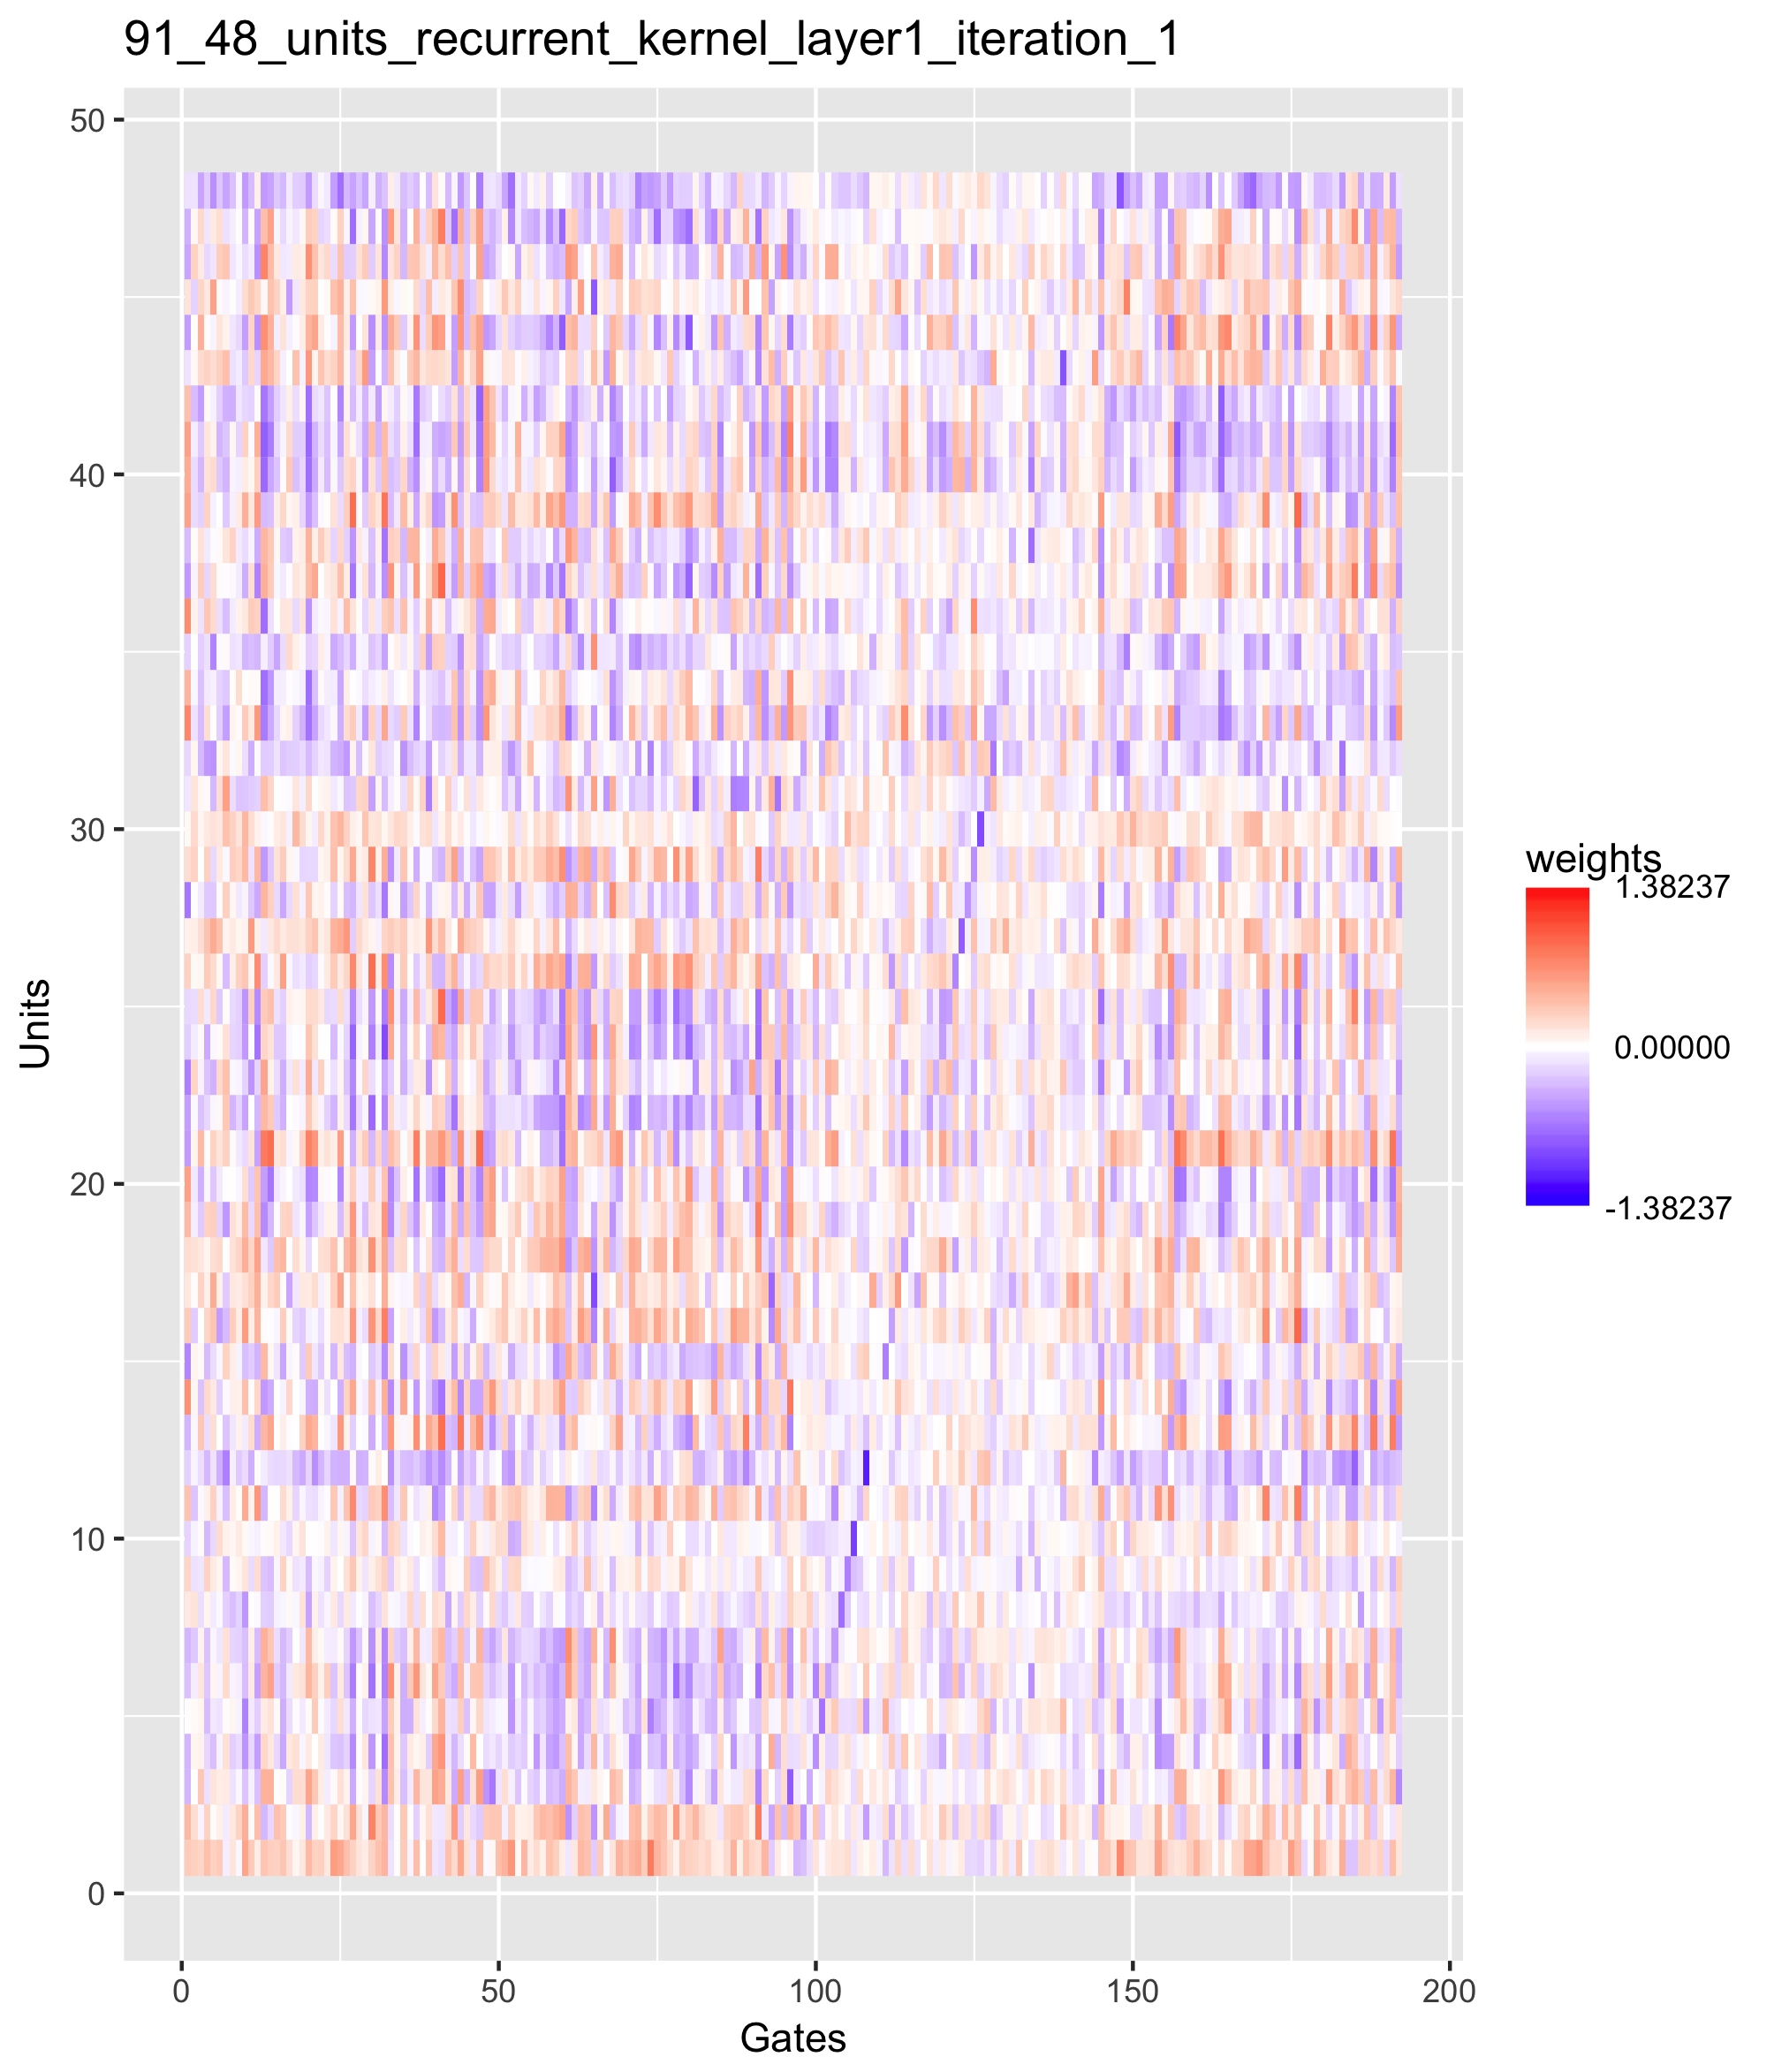 91_48_units_recurrent_kernel_layer1_iteration_1
50
40
30
20
10
0
Units
0 50 100 150 200
Gates
weights
1.38237
0.00000
-1.38237